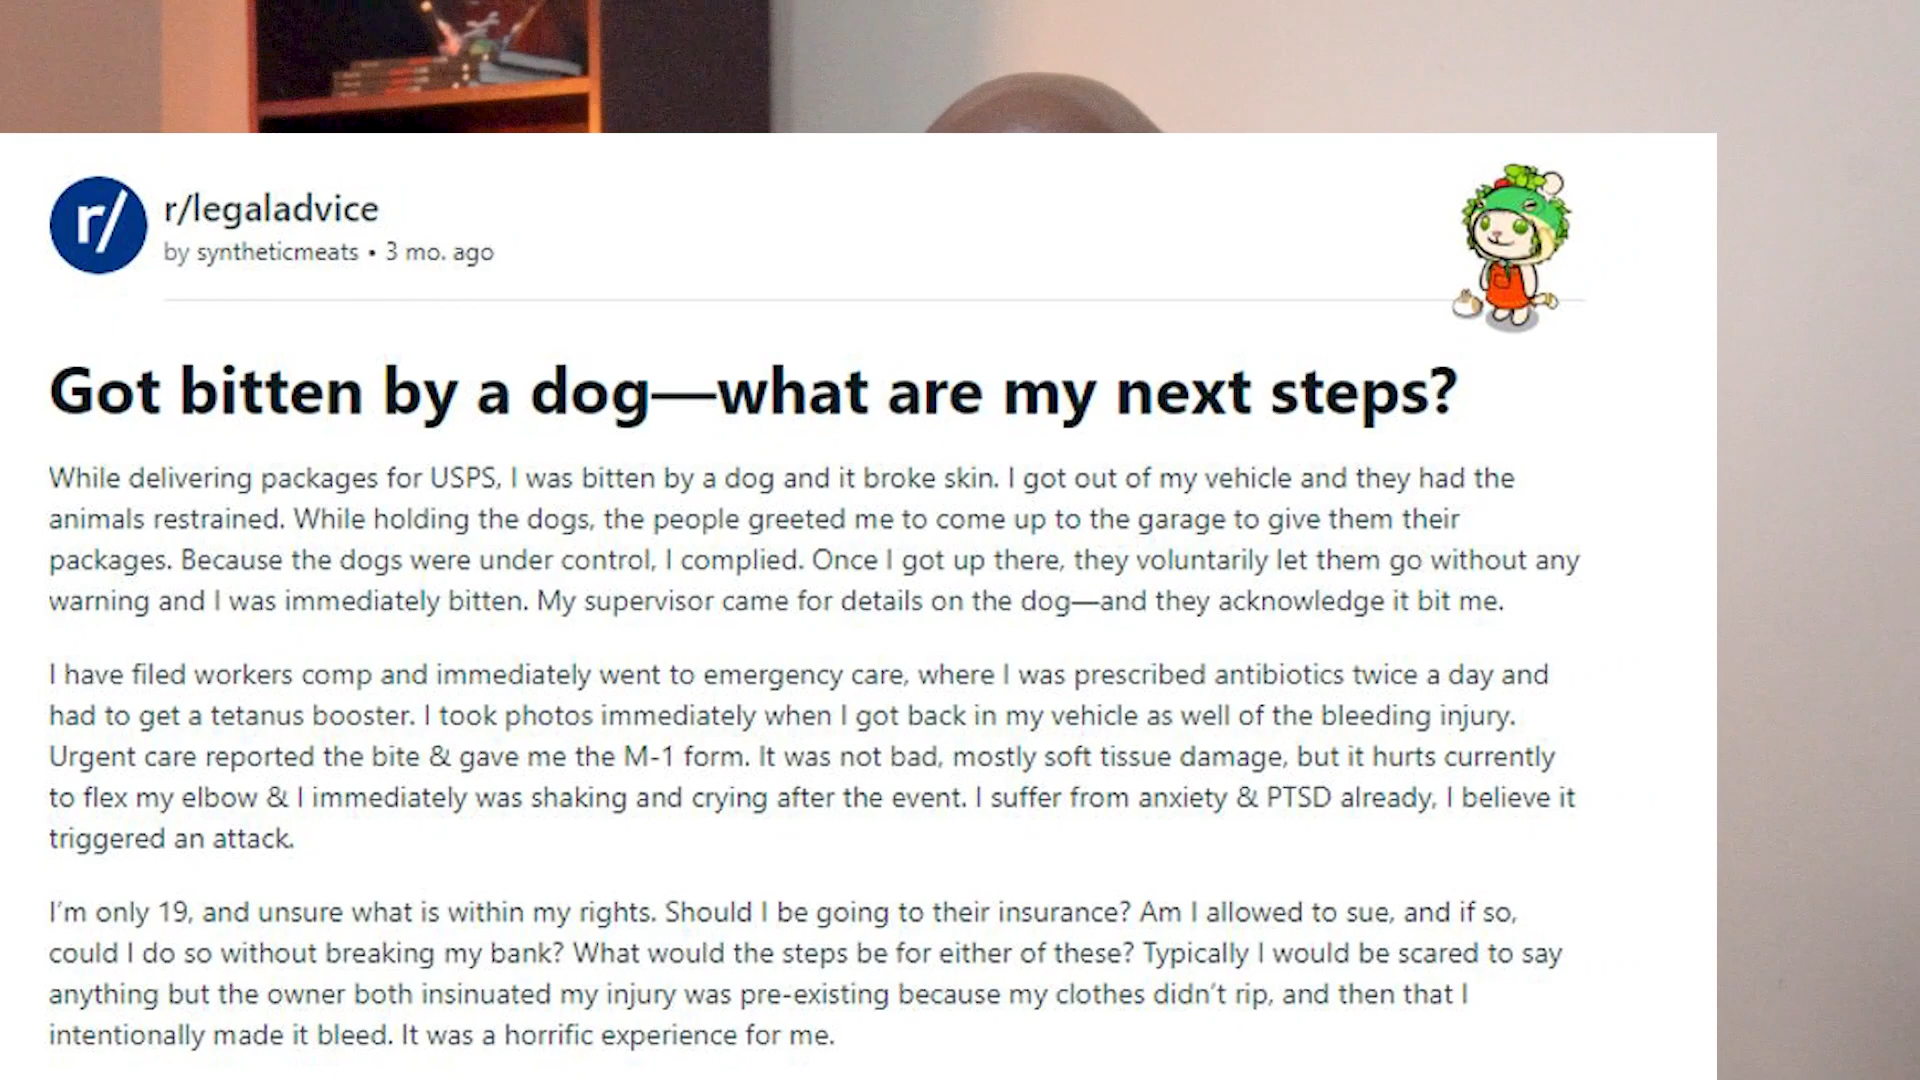 r/
r/legaladvice
by syntheticmeats • 3 mo. ago
Got bitten by a dog—what are my next steps?
While delivering packages for USPS, I was bitten by a dog and it broke skin. I got out of my vehicle and they had the
animals restrained. While holding the dogs, the people greeted me to come up to the garage to give them their
packages. Because the dogs were under control, I complied. Once I got up there, they voluntarily let them go without any
warning and I was immediately bitten. My supervisor came for details on the dog—and they acknowledge it bit me.
I have filed workers comp and immediately went to emergency care, where I was prescribed antibiotics twice a day and
had to get a tetanus booster. I took photos immediately when I got back in my vehicle as well of the bleeding injury.
Urgent care reported the bite & gave me the M-1 form. It was not bad, mostly soft tissue damage, but it hurts currently
to flex my elbow & I immediately was shaking and crying after the event. I suffer from anxiety & PTSD already, I believe it
triggered an attack.
I'm only 19, and unsure what is within my rights. Should I be going to their insurance? Am I allowed to sue, and if so,
could I do so without breaking my bank? What would the steps be for either of these? Typically I would be scared to say
anything but the owner both insinuated my injury was pre-existing because my clothes didn't rip, and then that I
intentionally made it bleed. It was a horrific experience for me.